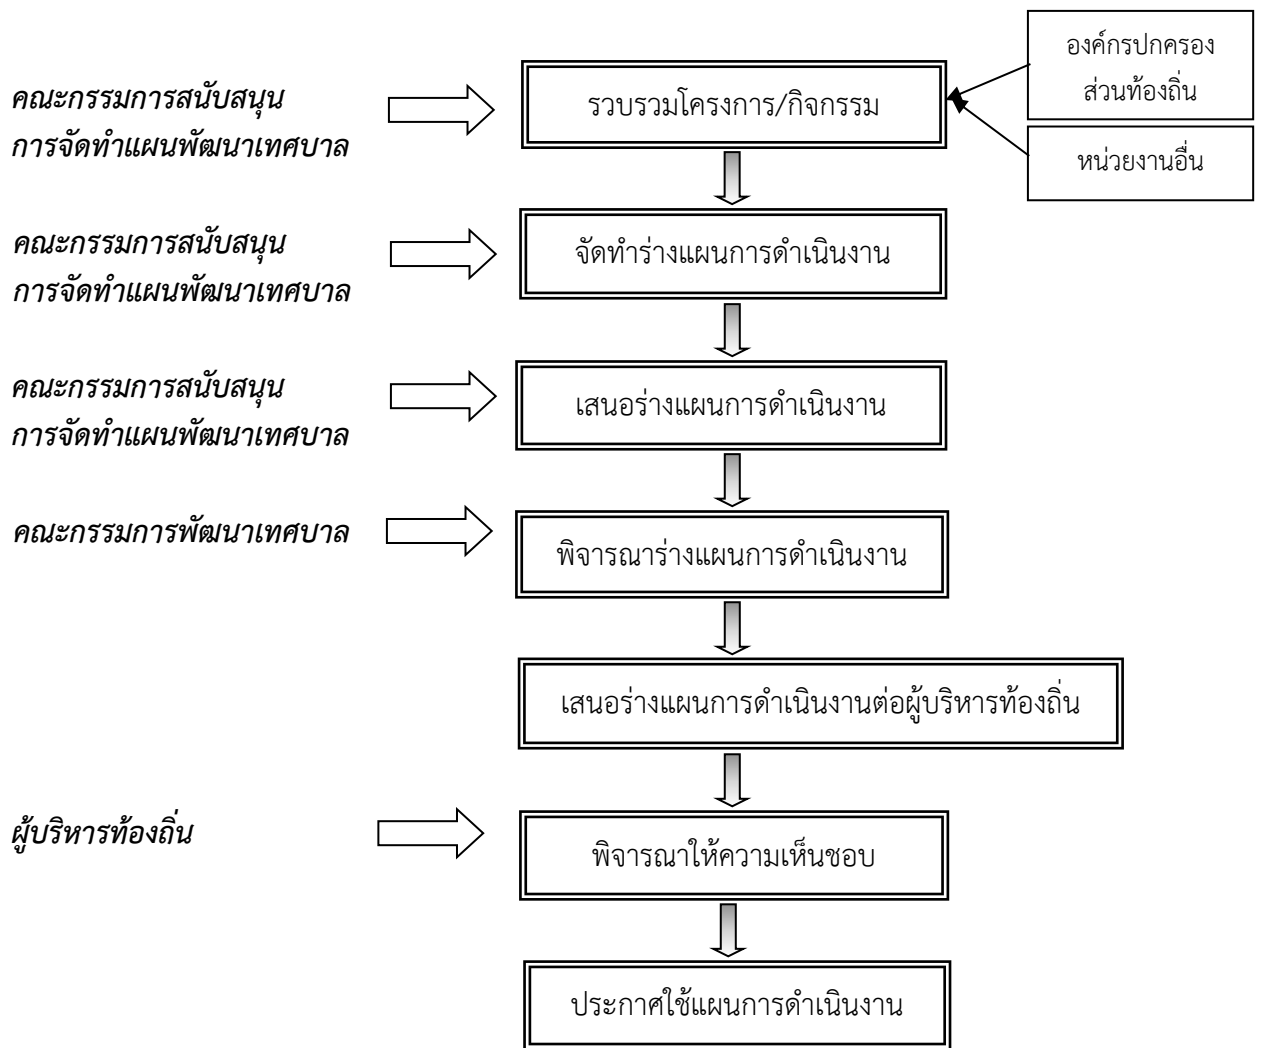 องค์กรปกครอง
ส่วนท้องถิ่น
คณะกรรมการสนับสนุน
การจัดทำแผนพัฒนาเทศบาล
รวบรวมโครงการ/กิจกรรม
หน่วยงานอื่น
คณะกรรมการสนับสนุน
การจัดทำแผนพัฒนาเทศบาล
จัดทำร่างแผนการดำเนินงาน
คณะกรรมการสนับสนุน
การจัดทำแผนพัฒนาเทศบาล
เสนอร่างแผนการดำเนินงาน
คณะกรรมการพัฒนาเทศบาล
พิจารณาร่างแผนการดำเนินงาน
เสนอร่างแผนการดำเนินงานต่อผู้บริหารท้องถิ่น
ผู้บริหารท้องถิ่น
พิจารณาให้ความเห็นชอบ
ประกาศใช้แผนการดำเนินงาน